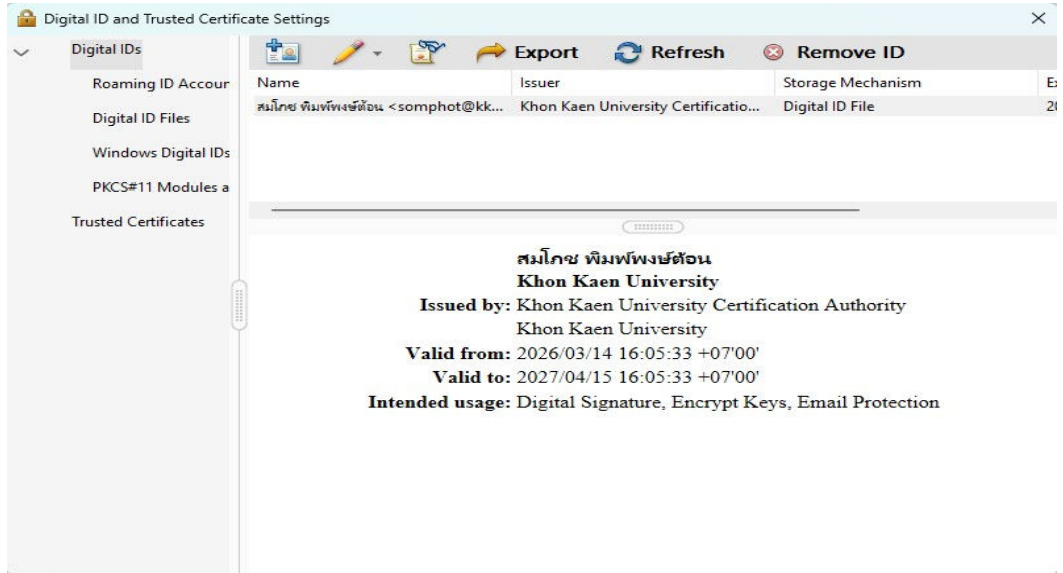 Digital ID and Trusted Certificate Settings
Digital IDs
Roaming ID Accour
Digital ID Files
Windows Digital IDs
PKCS#11 Modules a
Trusted Certificates
Export Refresh Remove ID
Name Issuer Storage Mechanism Ex
สมโภช พิมพ์พงษ์ต้อน <somphot@kk... Khon Kaen University Certificatio... Digital ID File 20
สมโภช พิมพ์พงษ์ต้อน
Khon Kaen University
Issued by: Khon Kaen University Certification Authority
Khon Kaen University
Valid from: 2026/03/14 16:05:33 +07'00'
Valid to: 2027/04/15 16:05:33 +07'00'
Intended usage: Digital Signature, Encrypt Keys, Email Protection